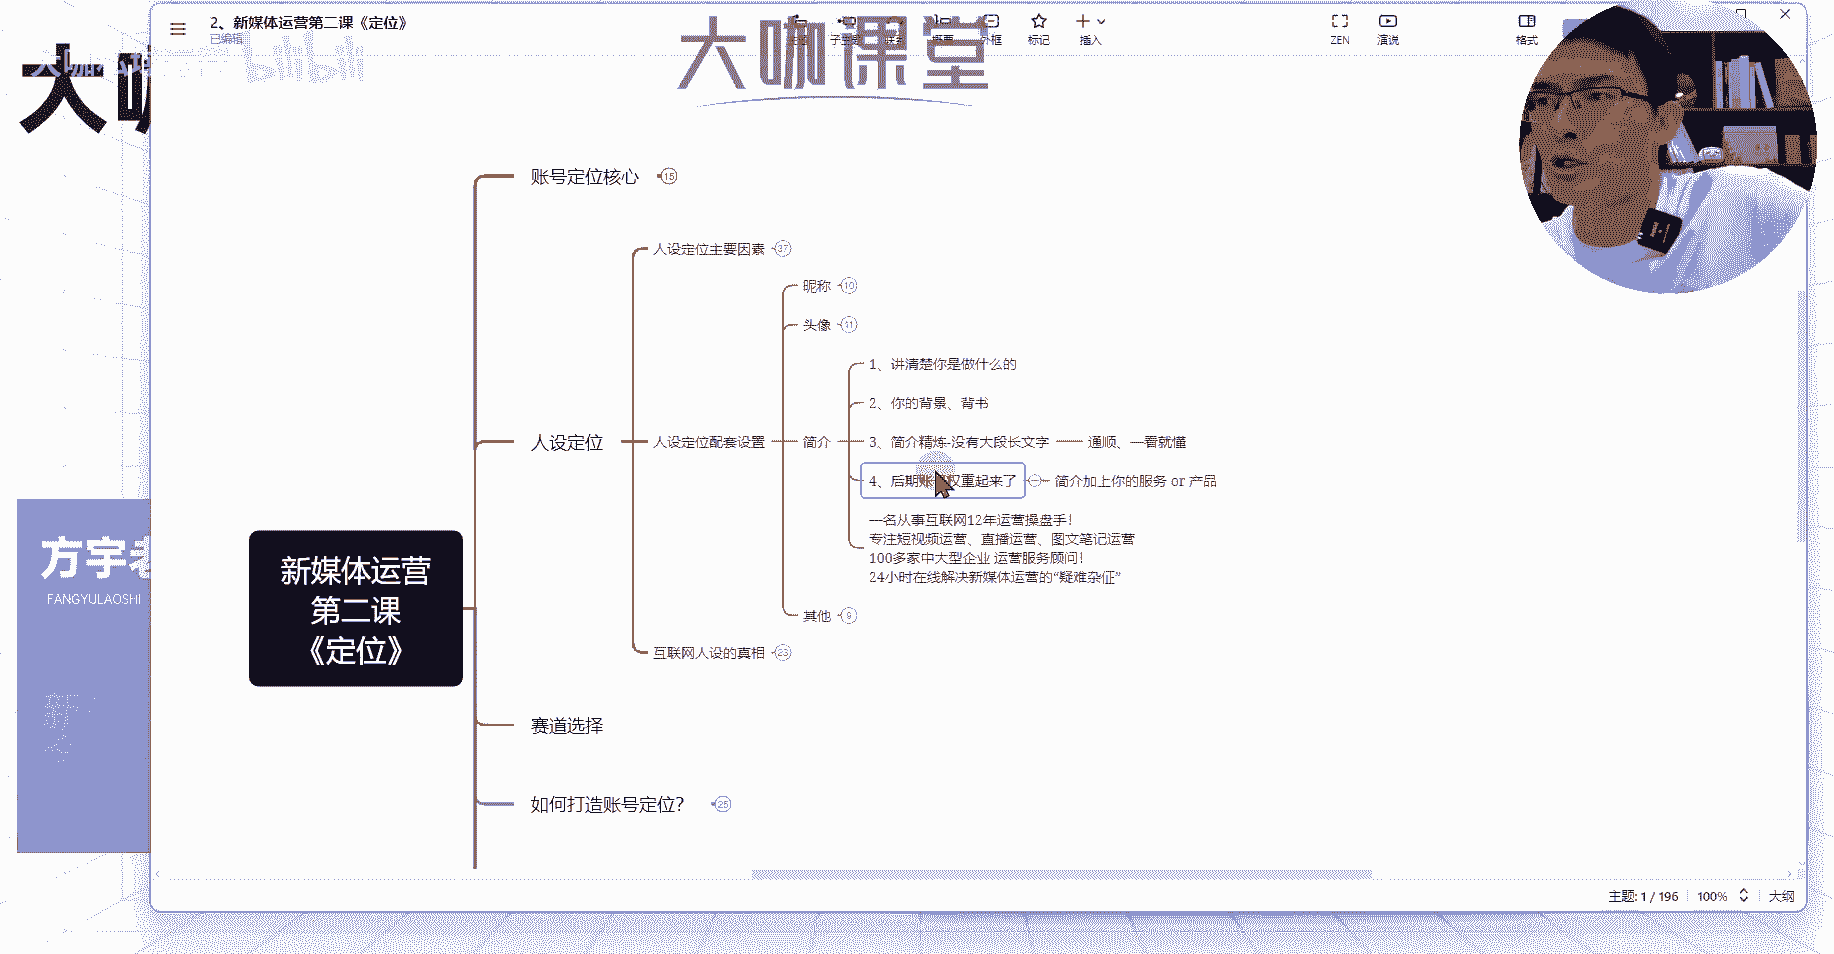 2、新媒体运营第二课《定位》
已编辑
外框
标记
插入
ZEN
演说
格式
大咖课堂
bilibili
大咖
账号定位核心 15
人设定位主要因素 37
昵称 10
头像 41
1、讲清楚你是做什么的
2、你的背景、背书
人设定位
人设定位配套设置
简介
3、简介精炼-没有大段长文字
通顺、一看就懂
4、后期账 权重起来了
简介加上你的服务 or 产品
一名从事互联网12年运营操盘手！
专注短视频运营、直播运营、图文笔记运营
100多家中大型企业 运营服务顾问！
24小时在线解决新媒体运营的“疑难杂症”
其他 9
互联网人设的真相 23
新媒体运营
第二课
《定位》
赛道选择
如何打造账号定位？ 25
方宇老
FANGYULAOSHI
主题: 1 / 196
100%
大纲